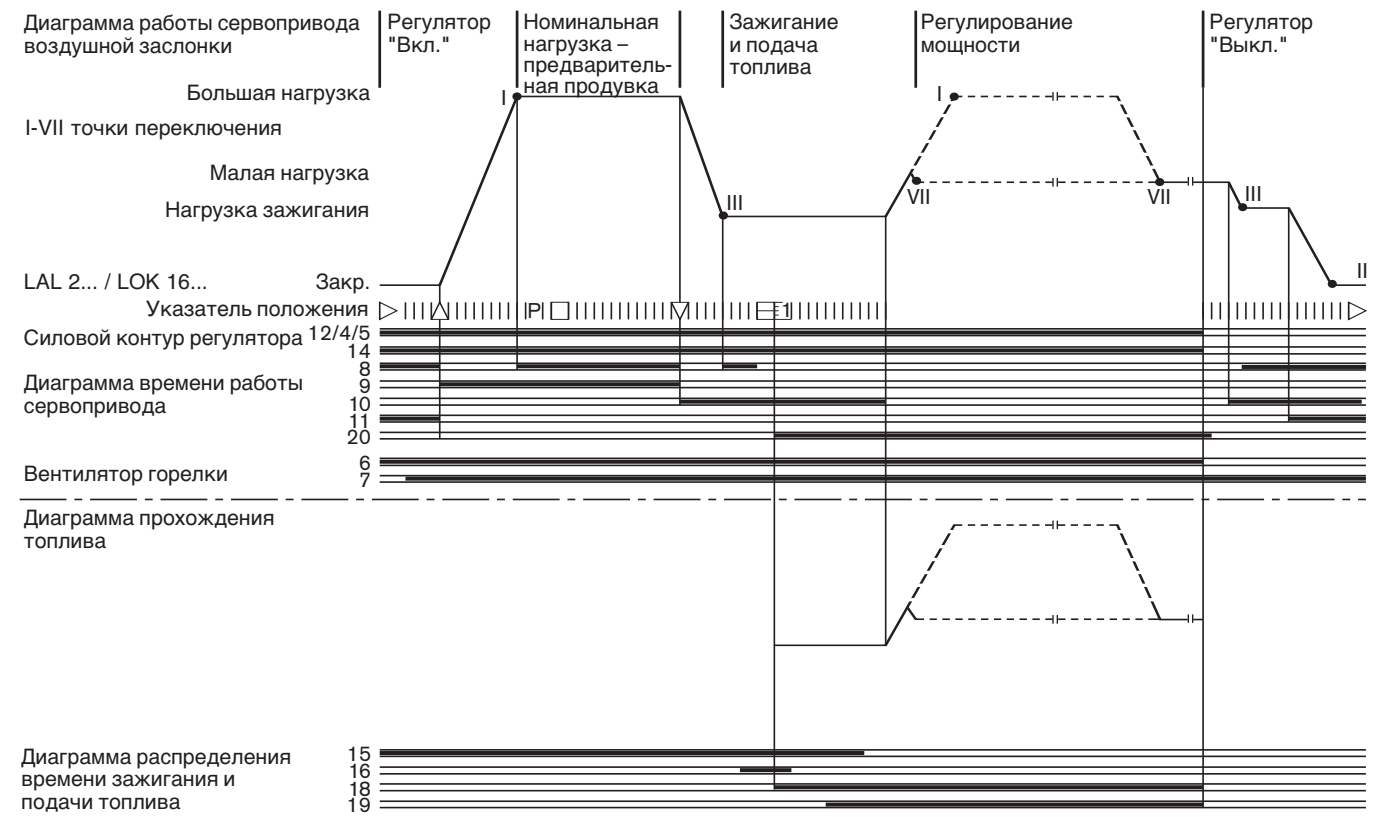 Диаграмма работы сервопривода
воздушной заслонки
Регулятор
"Вкл."
Номинальная
нагрузка –
предваритель-
ная продувка
Зажигание
и подача
топлива
Регулирование
мощности
Регулятор
"Выкл."
Большая нагрузка
I
I
I-VII точки переключения
Малая нагрузка
VII
VII
III
Нагрузка зажигания
III
LAL 2... / LOK 16...
Закр.
II
Указатель положения
P
1
Силовой контур регулятора
12/4/5
14
8
Диаграмма времени работы
сервопривода
9
10
11
20
Вентилятор горелки
6
7
Диаграмма прохождения
топлива
Диаграмма распределения
времени зажигания и
подачи топлива
15
16
18
19